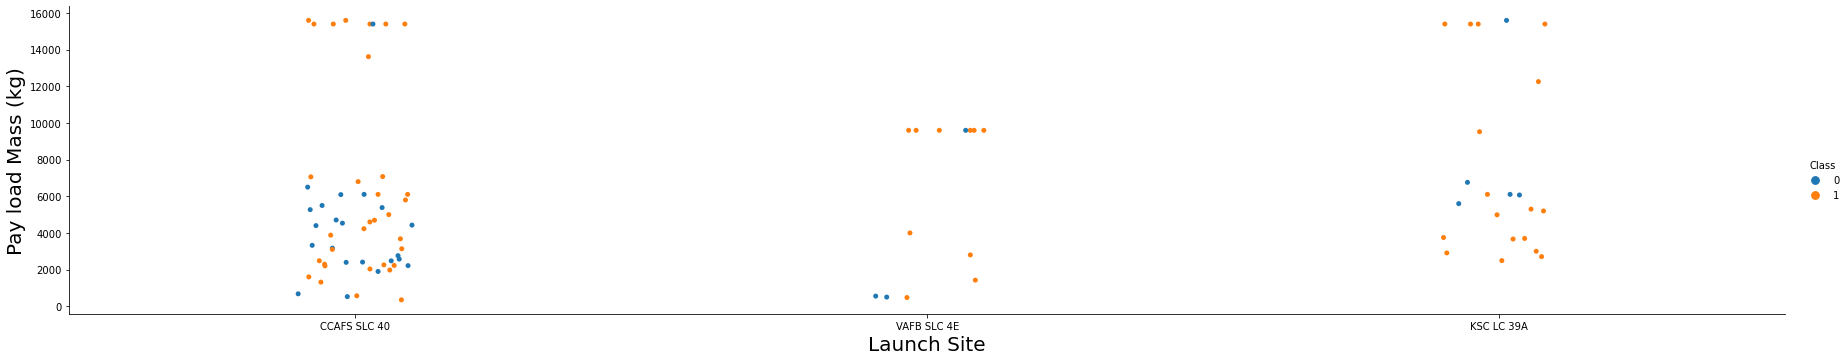 Pay load Mass (kg)
16000
14000
12000
10000
8000
6000
4000
2000
0
CCAFS SLC 40
VAFB SLC 4E
KSC LC 39A
Launch Site
Class
0
1